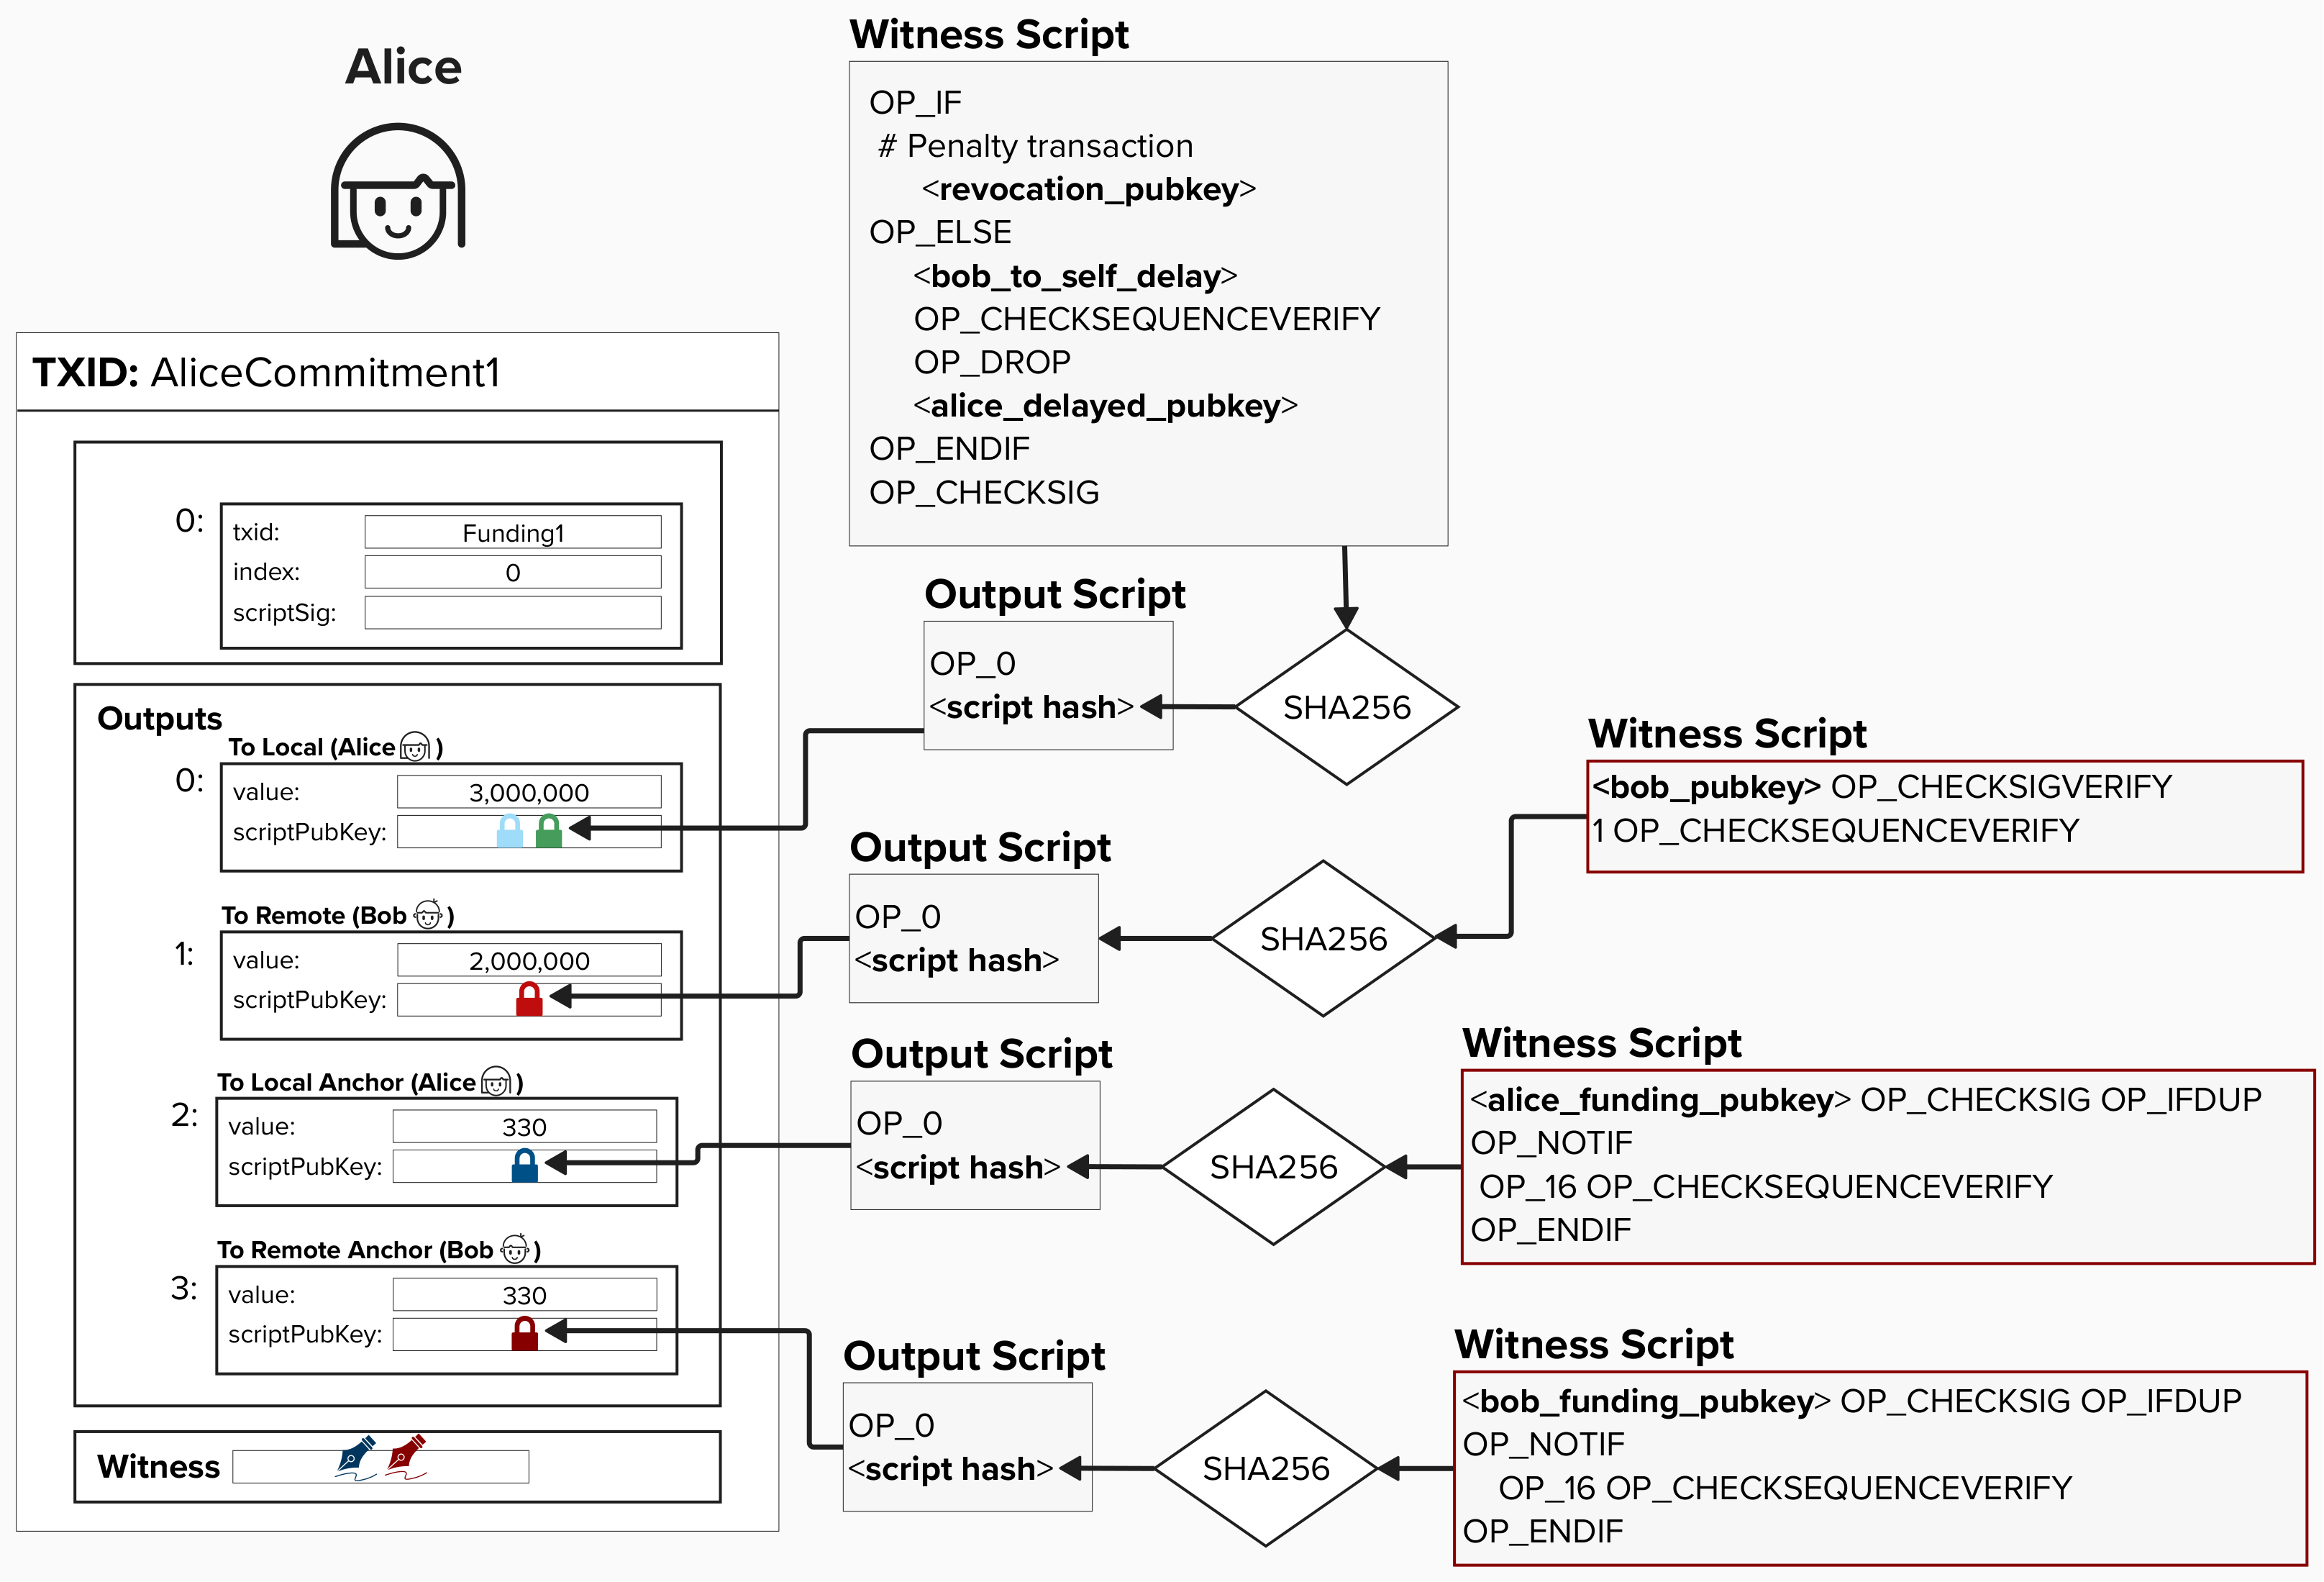 Alice
TXID: AliceCommitment1
0:
txid: Funding1
index: 0
scriptSig:
Outputs
To Local (Alice )
0:
value: 3,000,000
scriptPubKey:
To Remote (Bob )
1:
value: 2,000,000
scriptPubKey:
To Local Anchor (Alice )
2:
value: 330
scriptPubKey:
To Remote Anchor (Bob )
3:
value: 330
scriptPubKey:
Witness
Witness Script
OP_IF
# Penalty transaction
<revocation_pubkey>
OP_ELSE
<bob_to_self_delay>
OP_CHECKSEQUENCEVERIFY
OP_DROP
<alice_delayed_pubkey>
OP_ENDIF
OP_CHECKSIG
Output Script
OP_0
<script hash>
SHA256
Witness Script
<bob_pubkey> OP_CHECKSIGVERIFY
1 OP_CHECKSEQUENCEVERIFY
Output Script
OP_0
<script hash>
SHA256
Witness Script
<alice_funding_pubkey> OP_CHECKSIG OP_IFDUP
OP_NOTIF
OP_16 OP_CHECKSEQUENCEVERIFY
OP_ENDIF
Output Script
OP_0
<script hash>
SHA256
Witness Script
<bob_funding_pubkey> OP_CHECKSIG OP_IFDUP
OP_NOTIF
OP_16 OP_CHECKSEQUENCEVERIFY
OP_ENDIF
Output Script
OP_0
<script hash>
SHA256